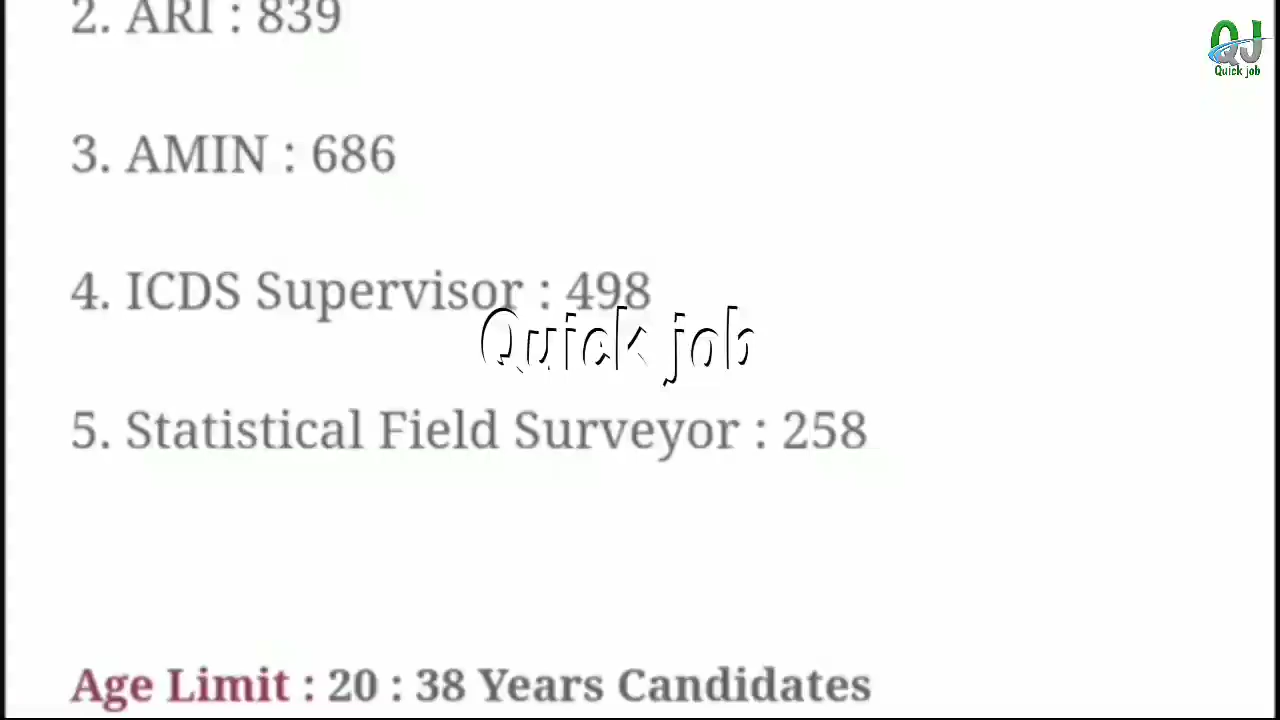 2. ARI : 839
QJ
Quick job
3. AMIN : 686
4. ICDS Supervisor : 498
Quick job
5. Statistical Field Surveyor : 258
Age Limit : 20 : 38 Years Candidates